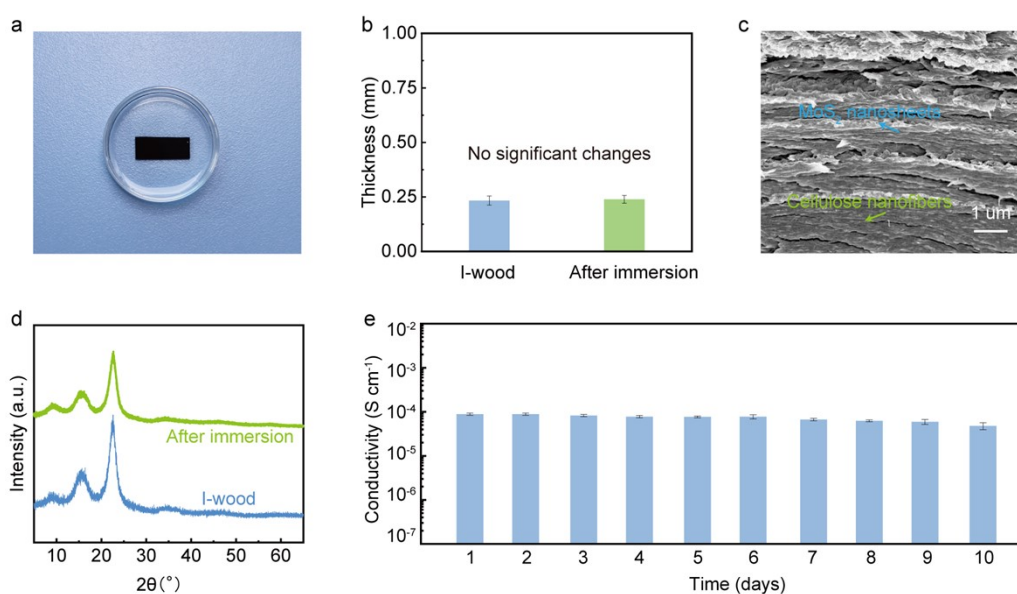 a
b
1.00
0.75
0.50
0.25
0.00
Thickness (mm)
No significant changes
I-wood
After immersion
c
MoS₂ nanosheets
Cellulose nanofibers
1 um
d
Intensity (a.u.)
After immersion
I-wood
10 20 30 40 50 60
2θ(°)
e
Conductivity (S cm⁻¹)
10⁻²
10⁻³
10⁻⁴
10⁻⁵
10⁻⁶
10⁻⁷
1 2 3 4 5 6 7 8 9 10
Time (days)